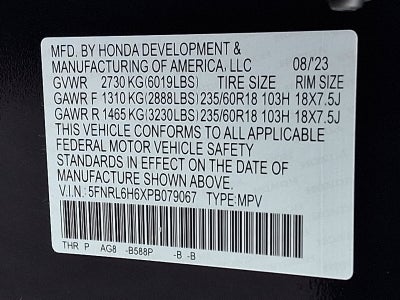 MFD. BY HONDA DEVELOPMENT &
MANUFACTURING OF AMERICA, LLC 08/'23
GVWR 2730 KG (6019LBS) TIRE SIZE RIM SIZE
GAWR F 1310 KG (2888LBS) 235/60R18 103H 18X7.5J
GAWR R 1465 KG (3230LBS) 235/60R18 103H 18X7.5J
THIS VEHICLE CONFORMS TO ALL APPLICABLE
FEDERAL MOTOR VEHICLE SAFETY
STANDARDS IN EFFECT ON THE DATE OF
MANUFACTURE SHOWN ABOVE.
V.I.N.: 5FNRL6H6XPB079067 TYPE:MPV
THR P AG8 -B588P -B -B